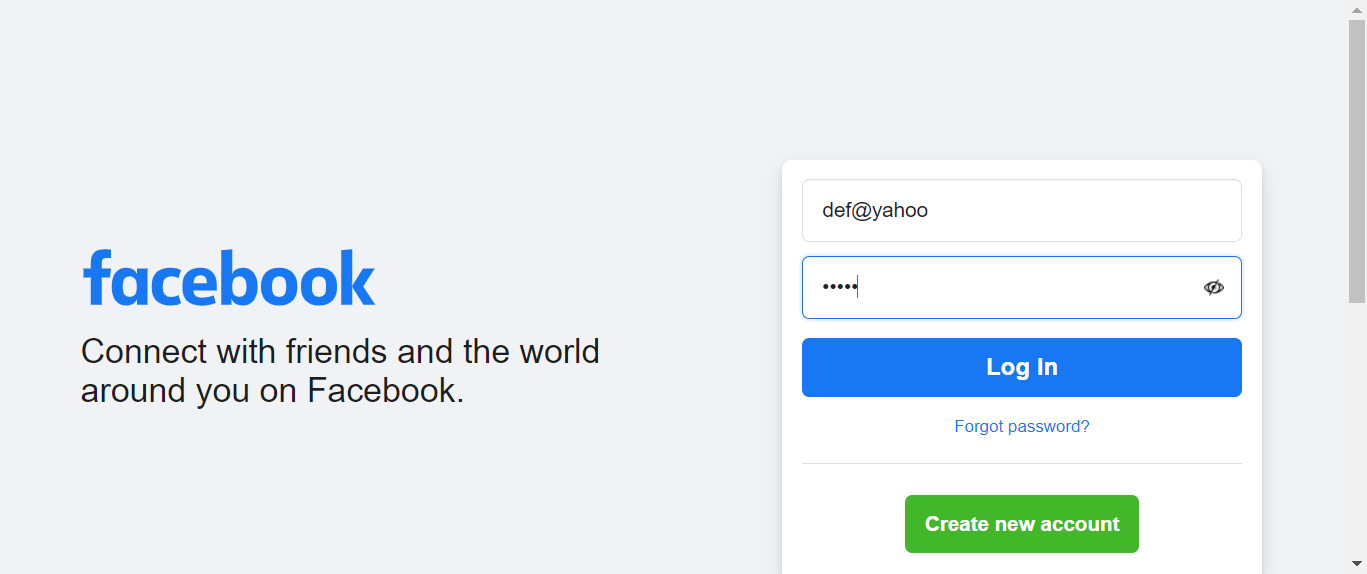 facebook
Connect with friends and the world
around you on Facebook.
def@yahoo
•••••
Log In
Forgot password?
Create new account